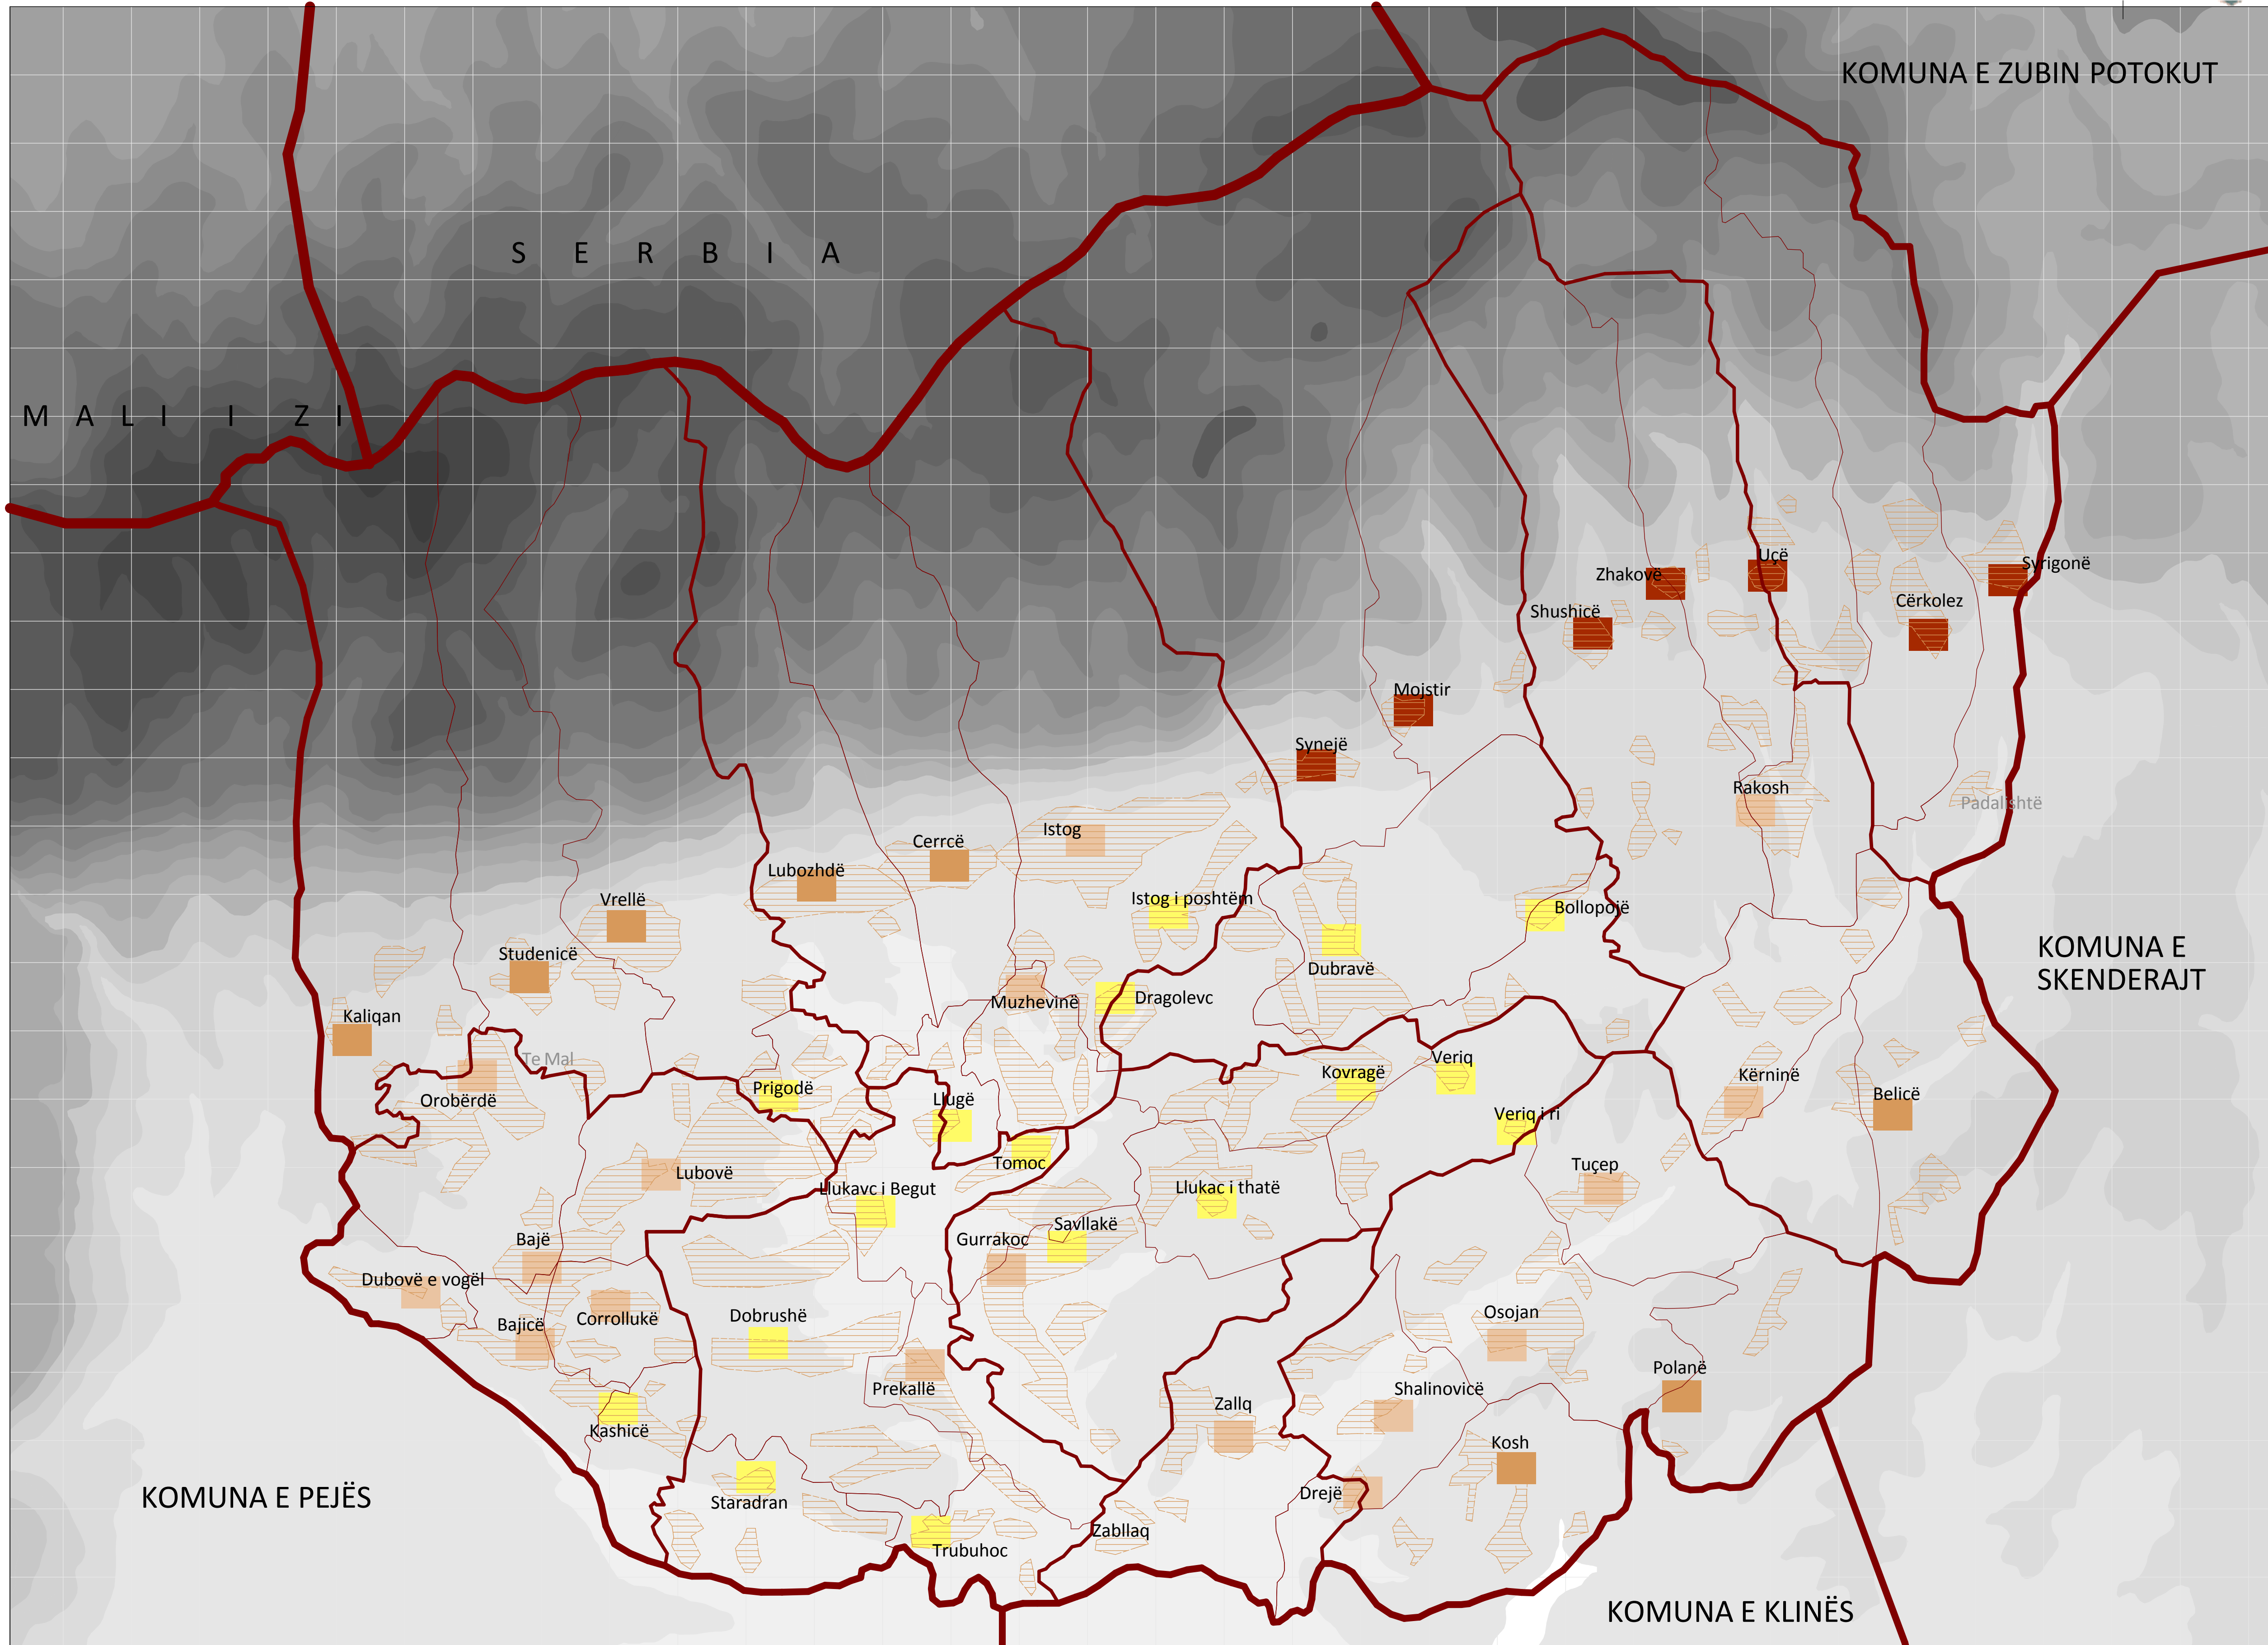 KOMUNA E ZUBIN POTOKUT
S E R B I A
M A L I I Z I
Uçë
Syrigonë
Zhakovë
Cërkolez
Shushicë
Mojstir
Synejë
Rakosh
Padalishtë
Istog
Cerrcë
Lubozhdë
Istog i poshtëm
Vrellë
Bollopojë
Studenicë
Dubravë
KOMUNA E
SKENDERAJT
Muzhevinë
Dragolevc
Kaliqan
Te Mal
Veriq
Kovragë
Kërninë
Prigodë
Belicë
Orobërdë
Llugë
Veriq i ri
Tomoc
Tuçep
Lubovë
Llukavc i Begut
Llukac i thatë
Savllakë
Bajë
Gurrakoc
Dubovë e vogël
Osojan
Dobrushë
Corrollukë
Bajicë
Polanë
Prekallë
Shalinovicë
Zallq
Kashicë
Kosh
KOMUNA E PEJËS
Drejë
Staradran
Zabllaq
Trubuhoc
KOMUNA E KLINËS